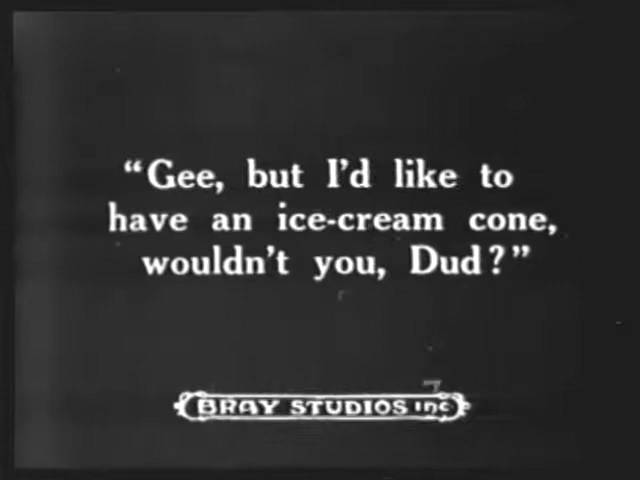 “Gee, but I’d like to
have an ice-cream cone,
wouldn’t you, Dud?”
BRAY STUDIOS inc